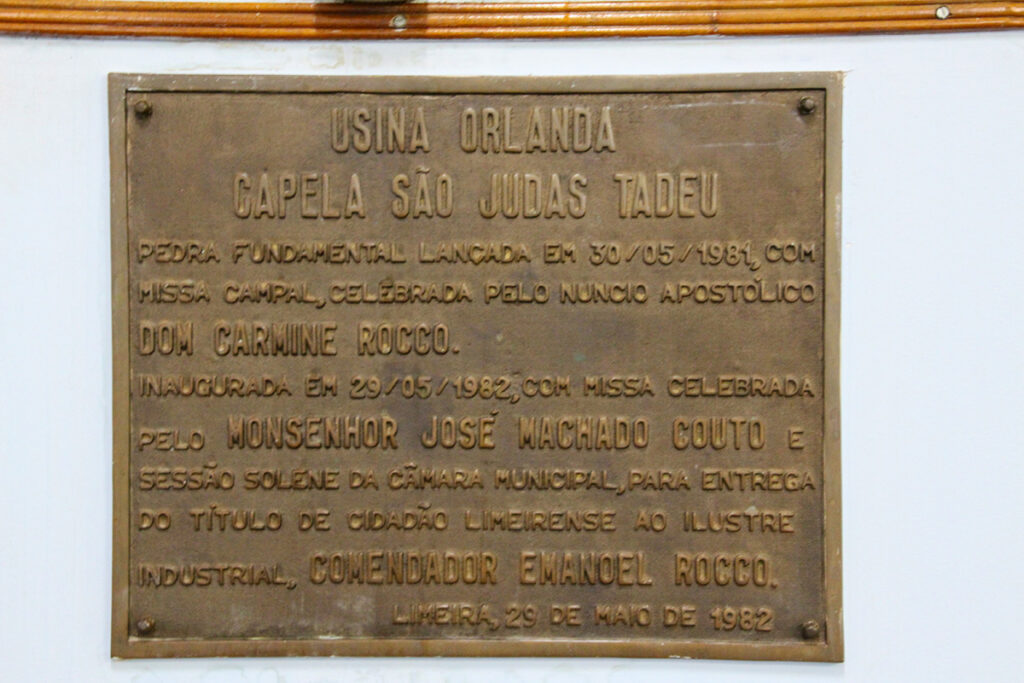 USINA ORLANDA
CAPELA SÃO JUDAS TADEU
PEDRA FUNDAMENTAL LANÇADA EM 30/05/1981, COM
MISSA CAMPAL, CELEBRADA PELO NUNCIO APOSTÓLICO
DOM CARMINE ROCCO.
INAUGURADA EM 29/05/1982, COM MISSA CELEBRADA
PELO MONSENHOR JOSÉ MACHADO COUTO E
SESSÃO SOLENE DA CÂMARA MUNICIPAL, PARA ENTREGA
DO TÍTULO DE CIDADÃO LIMEIRENSE AO ILUSTRE
INDUSTRIAL, COMENDADOR EMANOEL ROCCO.
LIMEIRA, 29 DE MAIO DE 1982